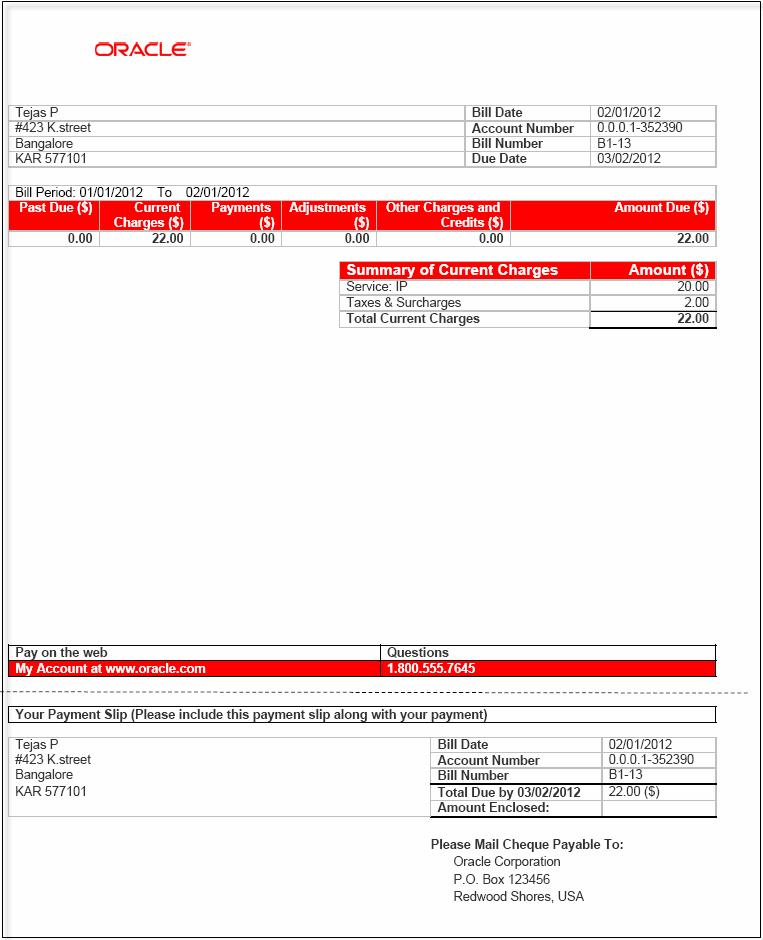 ORACLE®
Tejas P Bill Date 02/01/2012
#423 K.street Account Number 0.0.0.1-352390
Bangalore Bill Number B1-13
KAR 577101 Due Date 03/02/2012
Bill Period: 01/01/2012 To 02/01/2012
Past Due ($) Current Payments Adjustments Other Charges and Amount Due ($)
Charges ($) ($) ($) Credits ($)
0.00 22.00 0.00 0.00 0.00 22.00
Summary of Current Charges Amount ($)
Service: IP 20.00
Taxes & Surcharges 2.00
Total Current Charges 22.00
Pay on the web Questions
My Account at www.oracle.com 1.800.555.7645
Your Payment Slip (Please include this payment slip along with your payment)
Tejas P Bill Date 02/01/2012
#423 K.street Account Number 0.0.0.1-352390
Bangalore Bill Number B1-13
KAR 577101 Total Due by 03/02/2012 22.00 ($)
Amount Enclosed:
Please Mail Cheque Payable To:
Oracle Corporation
P.O. Box 123456
Redwood Shores, USA